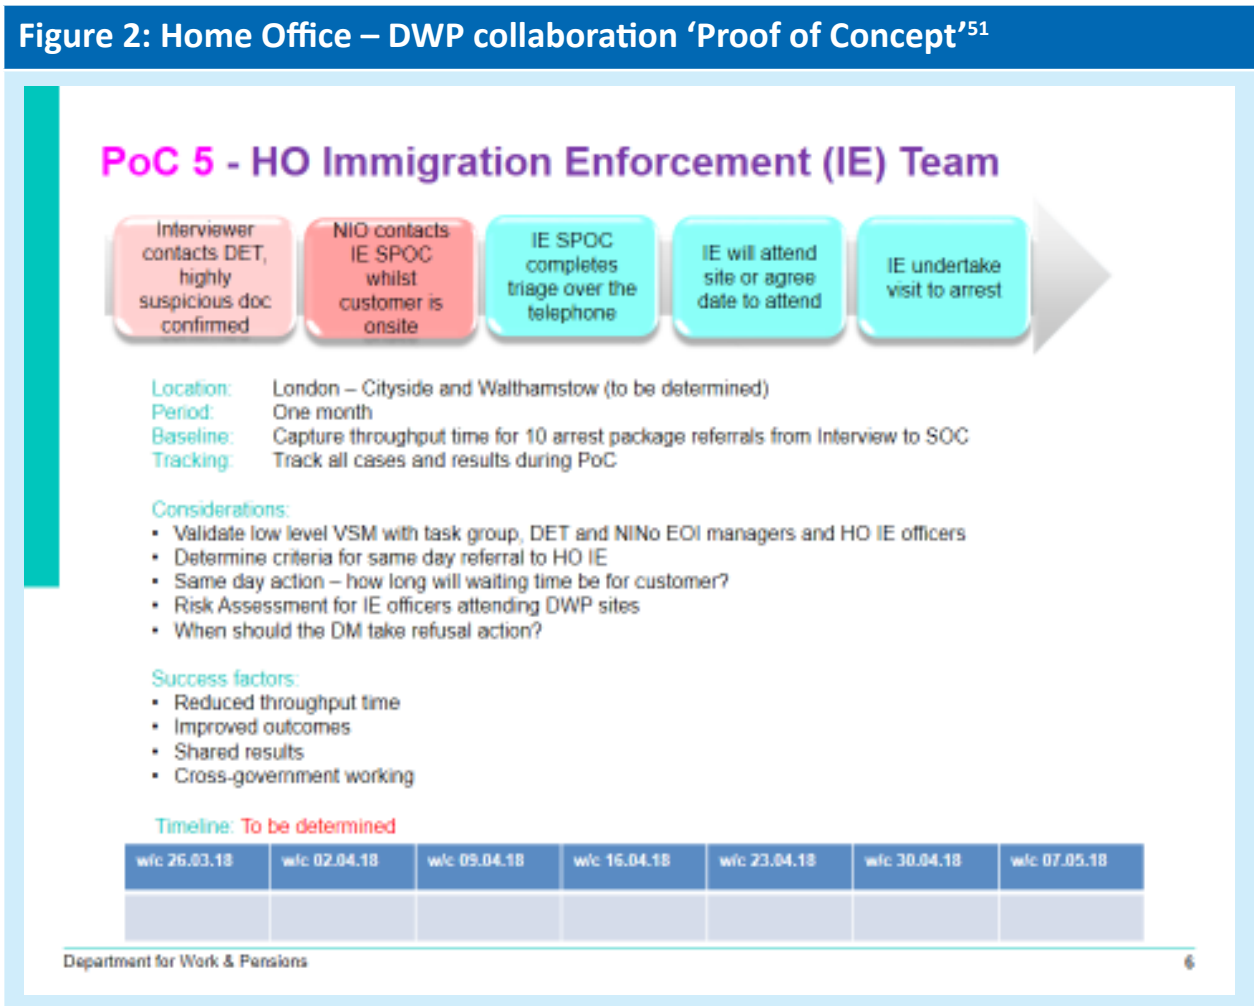 Figure 2: Home Office – DWP collaboration ‘Proof of Concept’51
PoC 5 - HO Immigration Enforcement (IE) Team
Interviewer
contacts DET,
highly
suspicious doc
confirmed
NIO contacts
IE SPOC
whilst
customer is
onsite
IE SPOC
completes
triage over the
telephone
IE will attend
site or agree
date to attend
IE undertake
visit to arrest
Location: London – Cityside and Walthamstow (to be determined)
Period: One month
Baseline: Capture throughput time for 10 arrest package referrals from Interview to SOC
Tracking: Track all cases and results during PoC
Considerations:
• Validate low level VSM with task group, DET and NINo EOI managers and HO IE officers
• Determine criteria for same day referral to HO IE
• Same day action – how long will waiting time be for customer?
• Risk Assessment for IE officers attending DWP sites
• When should the DM take refusal action?
Success factors:
• Reduced throughput time
• Improved outcomes
• Shared results
• Cross-government working
Timeline: To be determined
w/c 26.03.18 w/c 02.04.18 w/c 09.04.18 w/c 16.04.18 w/c 23.04.18 w/c 30.04.18 w/c 07.05.18
Department for Work & Pensions 6